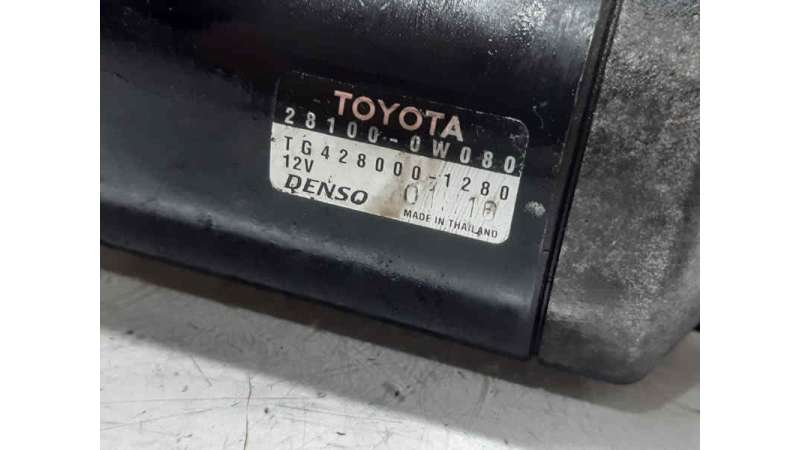 TOYOTA
28100-0W080
TG428000-1280
12V
DENSO
MADE IN THAILAND